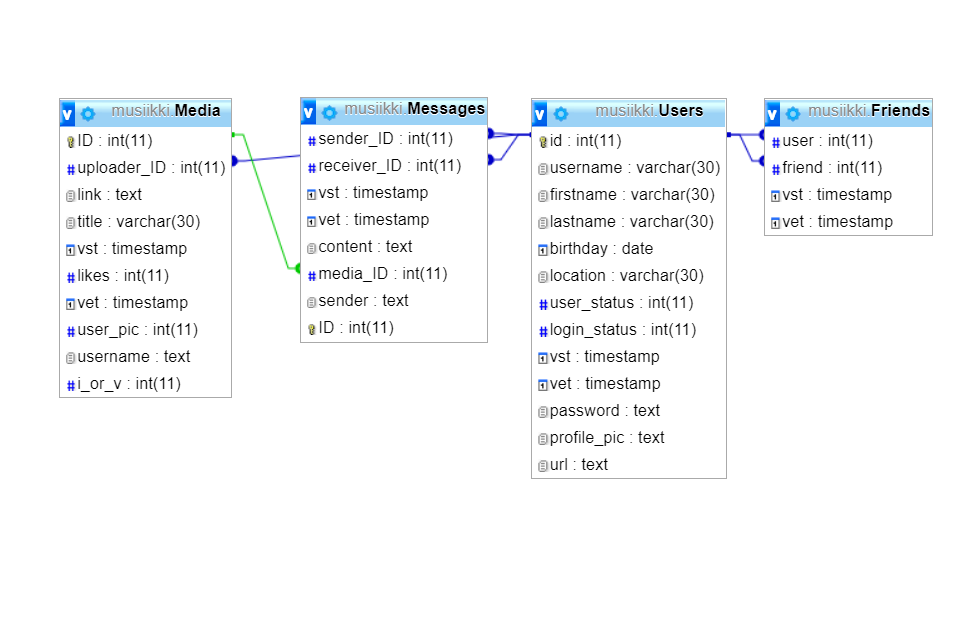 v musiikki.Media
ID : int(11)
uploader_ID : int(11)
link : text
title : varchar(30)
vst : timestamp
likes : int(11)
vet : timestamp
user_pic : int(11)
username : text
i_or_v : int(11)
v musiikki.Messages
sender_ID : int(11)
receiver_ID : int(11)
vst : timestamp
vet : timestamp
content : text
media_ID : int(11)
sender : text
ID : int(11)
v musiikki.Users
id : int(11)
username : varchar(30)
firstname : varchar(30)
lastname : varchar(30)
birthday : date
location : varchar(30)
user_status : int(11)
login_status : int(11)
vst : timestamp
vet : timestamp
password : text
profile_pic : text
url : text
v musiikki.Friends
user : int(11)
friend : int(11)
vst : timestamp
vet : timestamp